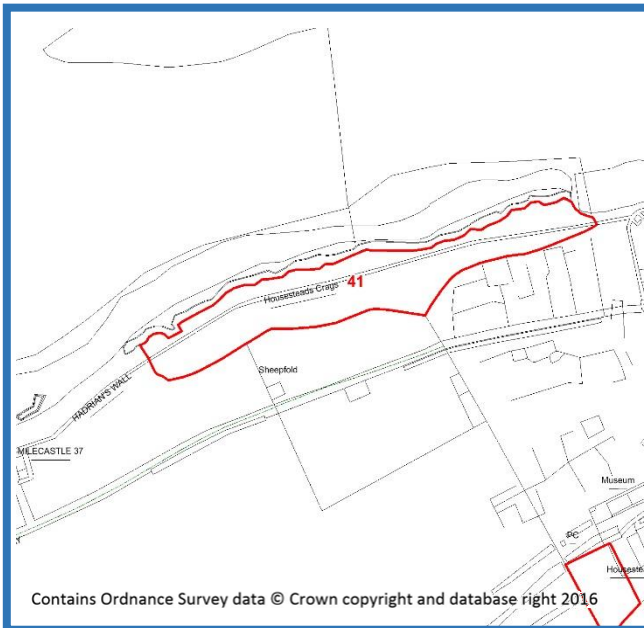 41
Housesteads Crags
HADRIAN'S WALL
Sheepfold
MILECASTLE 37
Museum
PC
Houseste
Contains Ordnance Survey data © Crown copyright and database right 2016